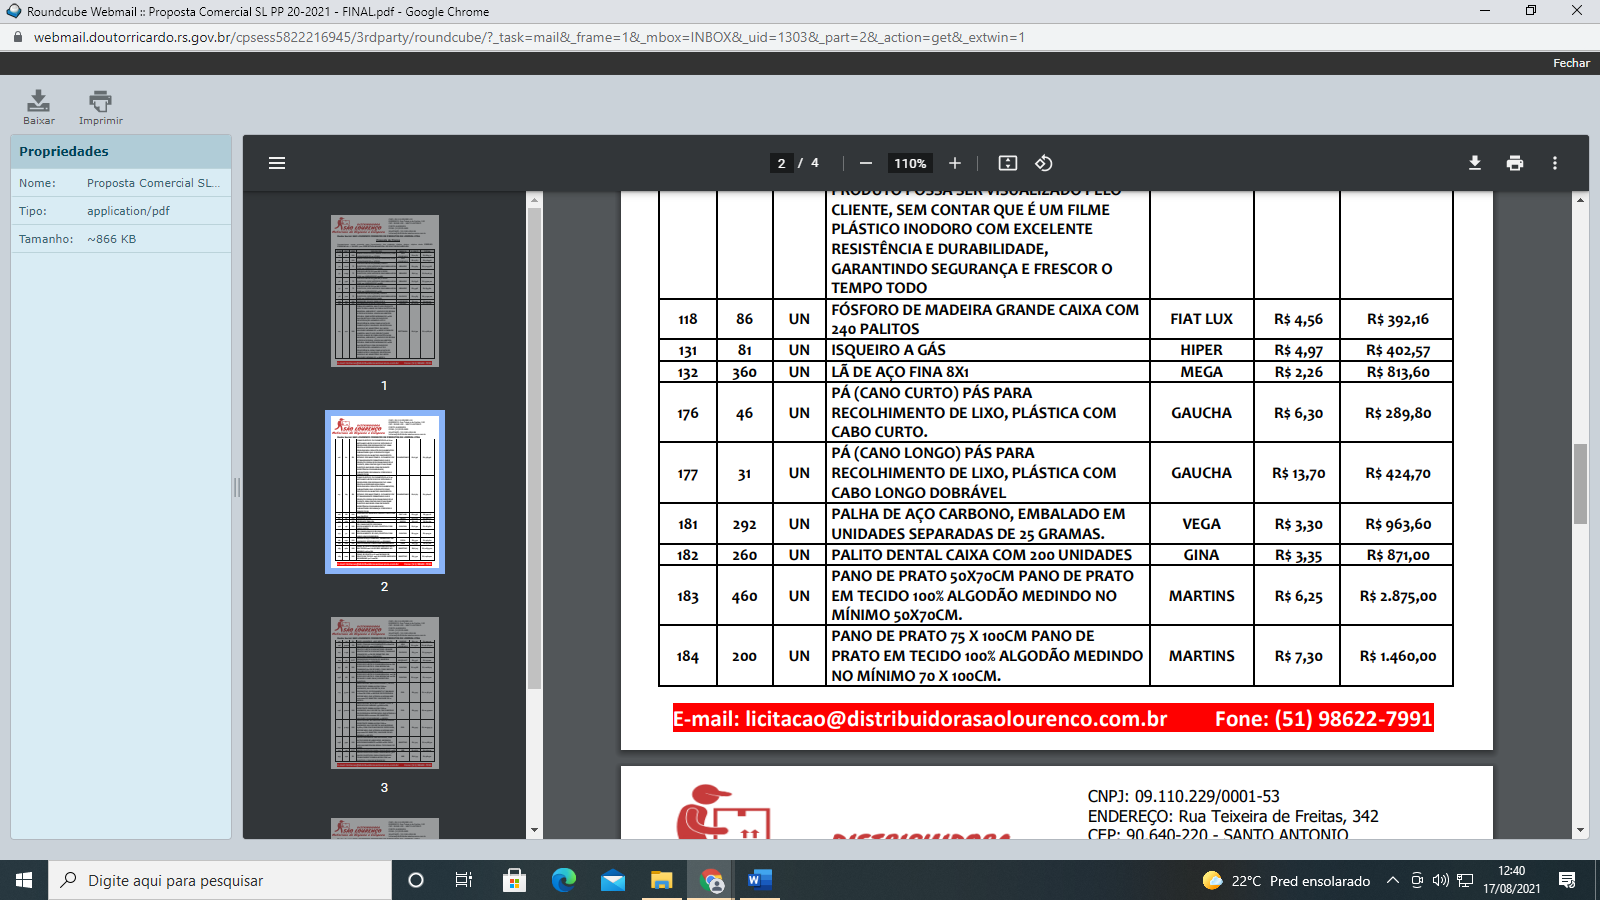 Roundcube Webmail :: Proposta Comercial SL PP 20-2021 - FINAL.pdf - Google Chrome
webmail.doutorricardo.rs.gov.br/cpsess5822216945/3rdparty/roundcube/?_task=mail&_frame=1&_mbox=INBOX&_uid=1303&_part=2&_action=get&_extwin=1
Fechar
Baixar
Imprimir
Propriedades
Nome: Proposta Comercial SL...
Tipo: application/pdf
Tamanho: ~866 KB
2 / 4
110%
1
2
3
PRODUTO POSSA SER VISUALIZADO PELO
CLIENTE, SEM CONTAR QUE É UM FILME
PLÁSTICO INODORO COM EXCELENTE
RESISTÊNCIA E DURABILIDADE,
GARANTINDO SEGURANÇA E FRESCOR O
TEMPO TODO
118 86 UN FÓSFORO DE MADEIRA GRANDE CAIXA COM
240 PALITOS FIAT LUX R$ 4,56 R$ 392,16
131 81 UN ISQUEIRO A GÁS HIPER R$ 4,97 R$ 402,57
132 360 UN LÃ DE AÇO FINA 8X1 MEGA R$ 2,26 R$ 813,60
176 46 UN PÁ (CANO CURTO) PÁS PARA
RECOLHIMENTO DE LIXO, PLÁSTICA COM
CABO CURTO. GAUCHA R$ 6,30 R$ 289,80
177 31 UN PÁ (CANO LONGO) PÁS PARA
RECOLHIMENTO DE LIXO, PLÁSTICA COM
CABO LONGO DOBRÁVEL GAUCHA R$ 13,70 R$ 424,70
181 292 UN PALHA DE AÇO CARBONO, EMBALADO EM
UNIDADES SEPARADAS DE 25 GRAMAS. VEGA R$ 3,30 R$ 963,60
182 260 UN PALITO DENTAL CAIXA COM 200 UNIDADES GINA R$ 3,35 R$ 871,00
183 460 UN PANO DE PRATO 50X70CM PANO DE PRATO
EM TECIDO 100% ALGODÃO MEDINDO NO
MÍNIMO 50X70CM. MARTINS R$ 6,25 R$ 2.875,00
184 200 UN PANO DE PRATO 75 X 100CM PANO DE
PRATO EM TECIDO 100% ALGODÃO MEDINDO
NO MÍNIMO 70 X 100CM. MARTINS R$ 7,30 R$ 1.460,00
E-mail: licitacao@distribuidorasaolourenco.com.br Fone: (51) 98622-7991
CNPJ: 09.110.229/0001-53
ENDEREÇO: Rua Teixeira de Freitas, 342
CEP: 90.640-220 - SANTO ANTONIO
DISTRIBUIDORA
Digite aqui para pesquisar
22°C Pred ensolarado
12:40
17/08/2021